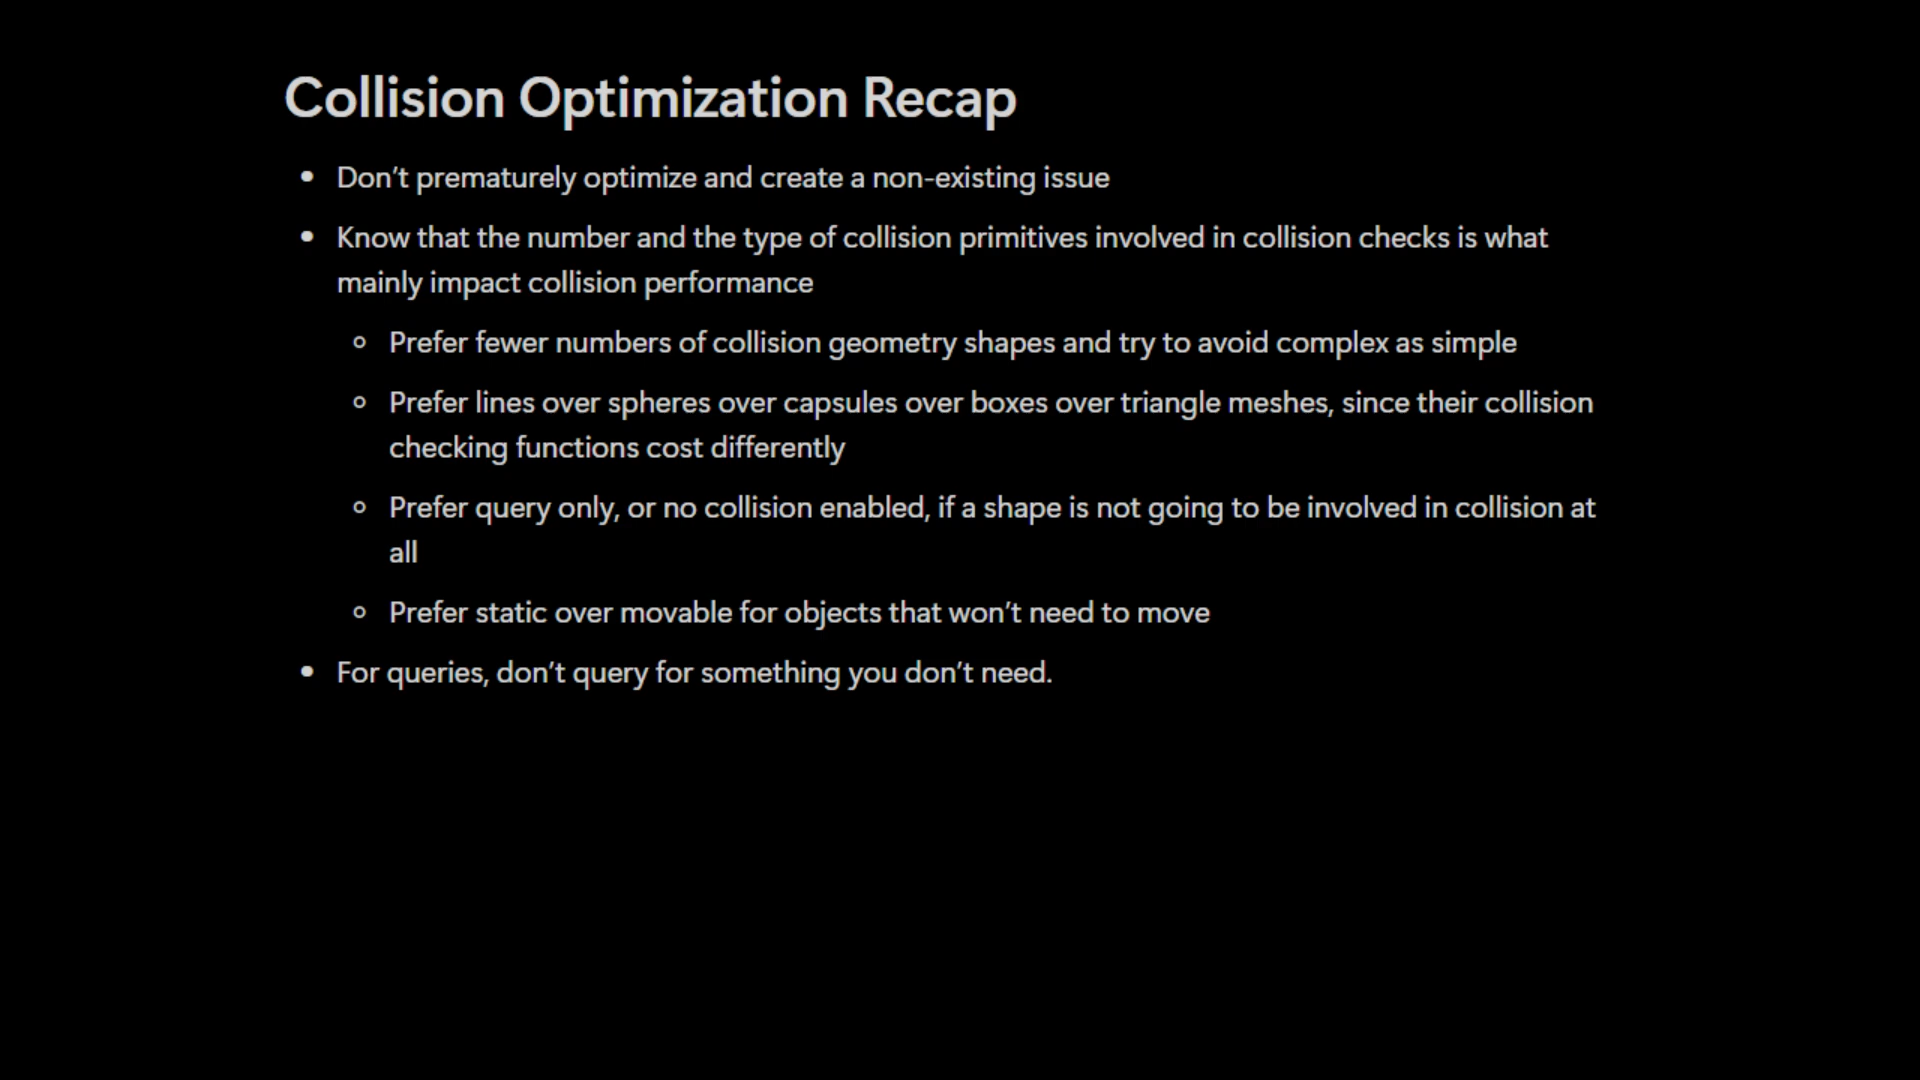 Collision Optimization Recap
• Don’t prematurely optimize and create a non-existing issue
• Know that the number and the type of collision primitives involved in collision checks is what
mainly impact collision performance
◦ Prefer fewer numbers of collision geometry shapes and try to avoid complex as simple
◦ Prefer lines over spheres over capsules over boxes over triangle meshes, since their collision
checking functions cost differently
◦ Prefer query only, or no collision enabled, if a shape is not going to be involved in collision at
all
◦ Prefer static over movable for objects that won’t need to move
• For queries, don’t query for something you don’t need.